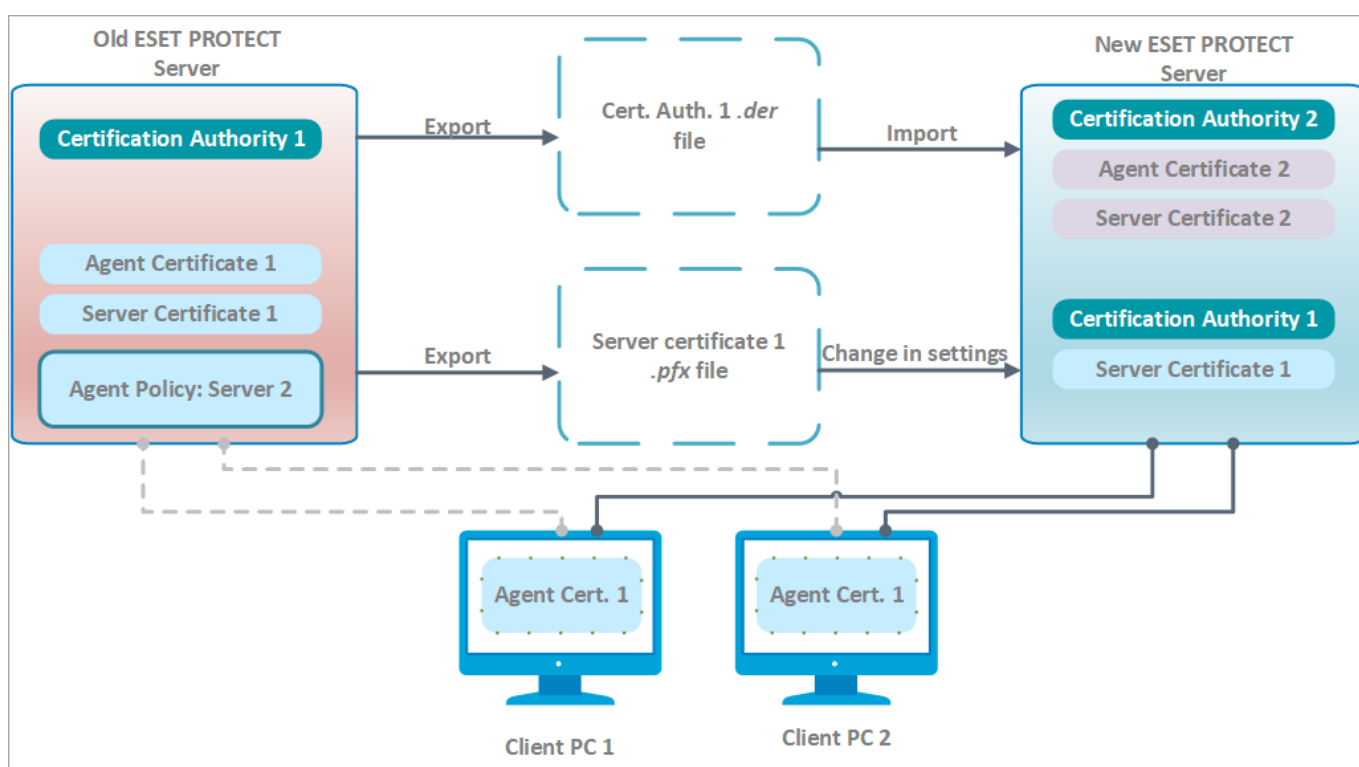 Old ESET PROTECT
Server
Certification Authority 1
Agent Certificate 1
Server Certificate 1
Agent Policy: Server 2
Export
Cert. Auth. 1 .der
file
Import
Export
Server certificate 1
.pfx file
Change in settings
New ESET PROTECT
Server
Certification Authority 2
Agent Certificate 2
Server Certificate 2
Certification Authority 1
Server Certificate 1
Agent Cert. 1
Client PC 1
Agent Cert. 1
Client PC 2